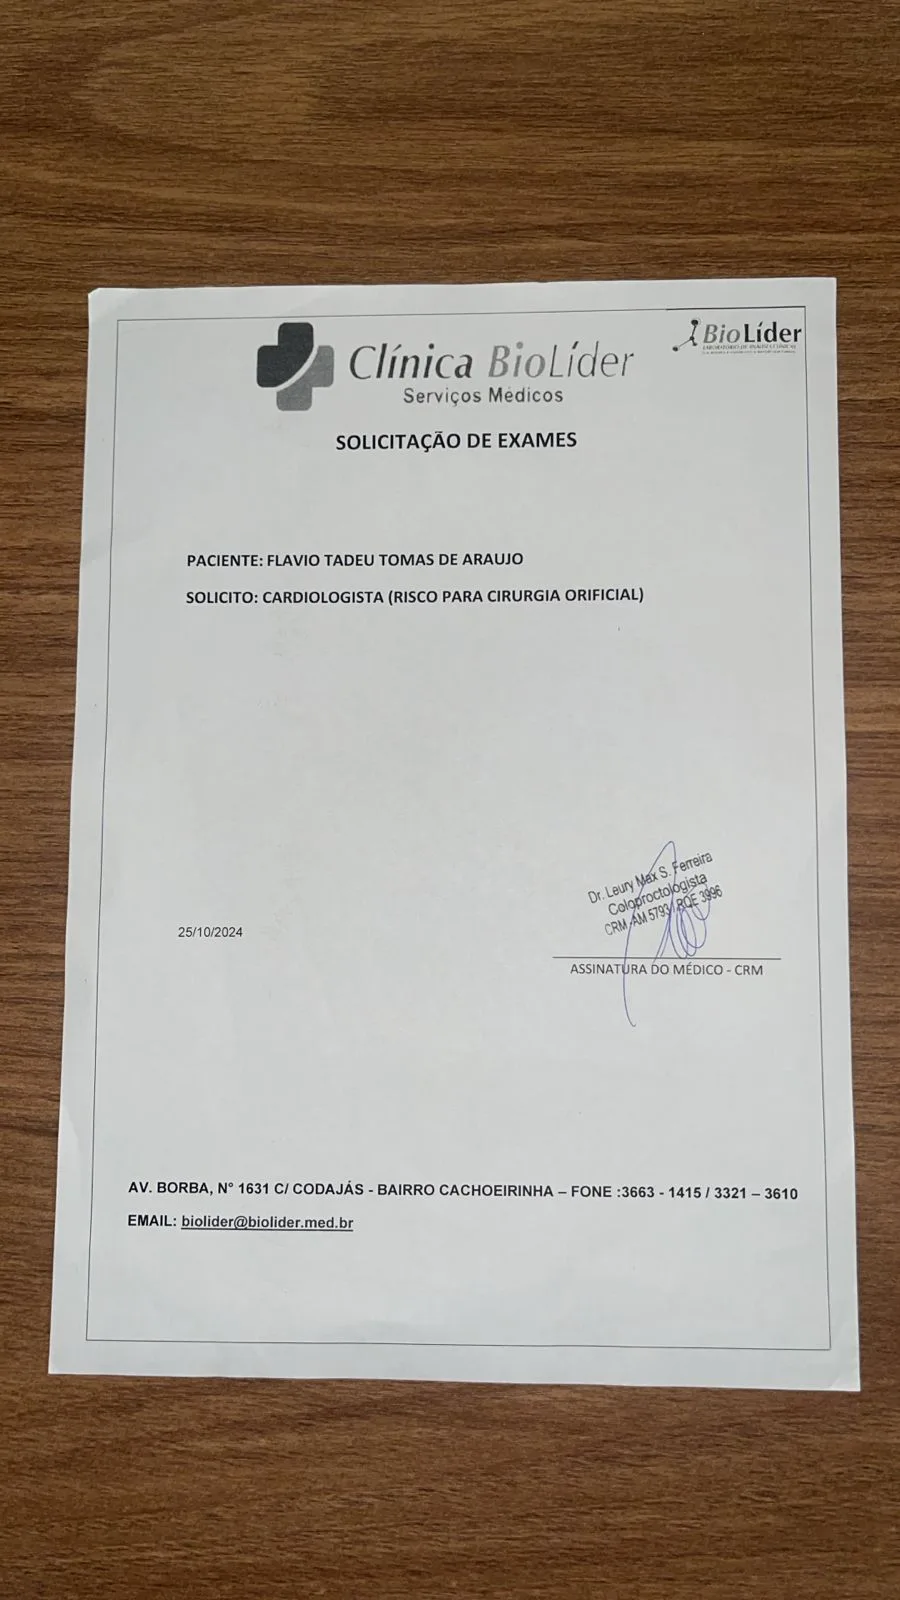 Clínica BioLíder
Serviços Médicos
BioLíder
SOLICITAÇÃO DE EXAMES
PACIENTE: FLAVIO TADEU TOMAS DE ARAUJO
SOLICITO: CARDIOLOGISTA (RISCO PARA CIRURGIA ORIFICIAL)
Dr. Leury Max S. Ferreira
Coloproctologista
CRM-AM 5793 / RQE 3996
25/10/2024
ASSINATURA DO MÉDICO - CRM
AV. BORBA, N° 1631 C/ CODAJÁS - BAIRRO CACHOEIRINHA – FONE :3663 - 1415 / 3321 – 3610
EMAIL: biolider@biolider.med.br